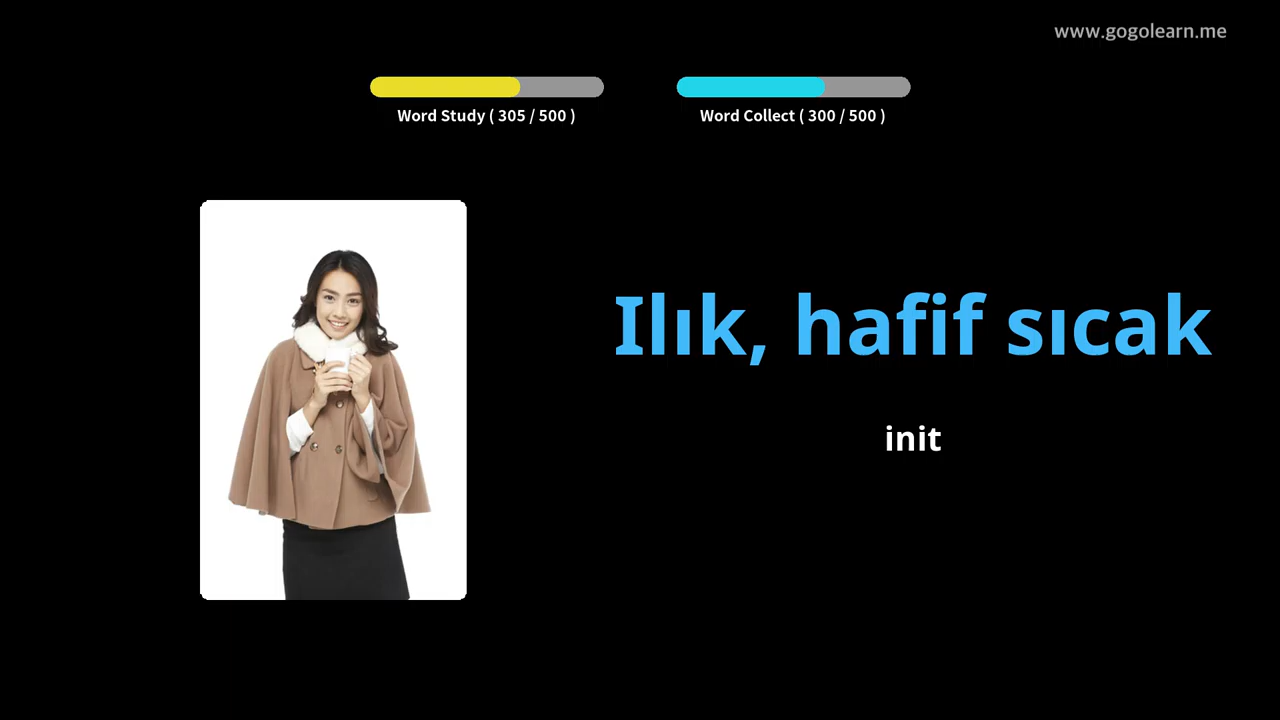 www.gogolearn.me
Word Study ( 305 / 500 )
Word Collect ( 300 / 500 )
Ilık, hafif sıcak
init